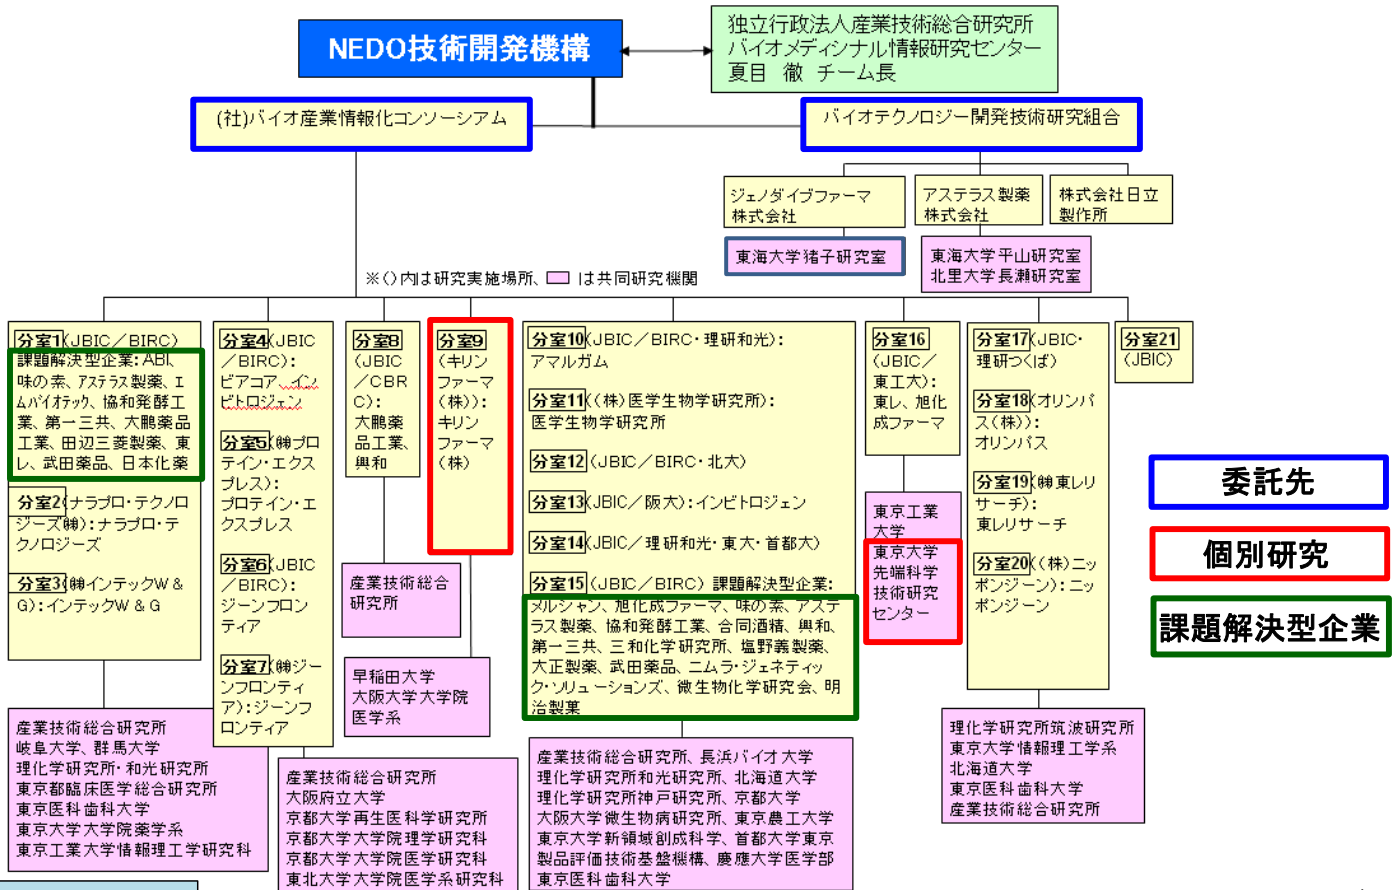 NEDO技術開発機構
独立行政法人産業技術総合研究所
バイオメディシナル情報研究センター
夏目 徹 チーム長
(社)バイオ産業情報化コンソーシアム
バイオテクノロジー開発技術研究組合
ジェノダイブファーマ
株式会社
アステラス製薬
株式会社
株式会社日立
製作所
東海大学猪子研究室
東海大学平山研究室
北里大学長瀬研究室
※()内は研究実施場所、 は共同研究機関
分室1(JBIC/BIRC)
課題解決型企業:ABI、
味の素、アステラス製薬、エ
ムバイオテック、協和発酵工
業、第一三共、大鵬薬品
工業、田辺三菱製薬、東
レ、武田薬品、日本化薬
分室2(ナラプロ・テクノロ
ジーズ㈱):ナラプロ・テ
クノロジーズ
分室3(㈱インテックW&
G):インテックW&G
産業技術総合研究所
岐阜大学、群馬大学
理化学研究所・和光研究所
東京都臨床医学総合研究所
東京医科歯科大学
東京大学大学院薬学系
東京工業大学情報理工学研究科
分室4(JBIC
/BIRC):
ビアコア、イン
ビトロジェン
分室5(㈱プロ
テイン・エクス
プレス):
プロテイン・エ
クスプレス
分室6(JBIC
/BIRC):
ジーンフロン
ティア
分室7(㈱ジー
ンフロンティ
ア):ジーンフ
ロンティア
産業技術総合研究所
大阪府立大学
京都大学再生医科学研究所
京都大学大学院理学研究科
京都大学大学院医学研究科
東北大学大学院医学系研究科
分室8
(JBIC
/CBR
C):
大鵬薬
品工業、
興和
産業技術総合
研究所
分室9
(キリン
ファーマ
(株)):
キリン
ファーマ
(株)
早稲田大学
大阪大学大学院
医学系
分室10(JBIC/BIRC・理研和光):
アマルガム
分室11((株)医学生物学研究所):
医学生物学研究所
分室12(JBIC/BIRC・北大)
分室13(JBIC/阪大):インビトロジェン
分室14(JBIC/理研和光・東大・首都大)
分室15(JBIC/BIRC) 課題解決型企業:
メルシャン、旭化成ファーマ、味の素、アステ
ラス製薬、協和発酵工業、合同酒精、興和、
第一三共、三和化学研究所、塩野義製薬、
大正製薬、武田薬品、ニムラ・ジェネティッ
ク・ソリューションズ、微生物化学研究会、明
治製菓
産業技術総合研究所、長浜バイオ大学
理化学研究所和光研究所、北海道大学
理化学研究所神戸研究所、京都大学
大阪大学微生物病研究所、東京農工大学
東京大学新領域創成科学、首都大学東京
製品評価技術基盤機構、慶應大学医学部
東京医科歯科大学
分室16
(JBIC/
東工大):
東レ、旭化
成ファーマ
東京工業
大学
東京大学
先端科学
技術研究
センター
分室17(JBIC・
理研つくば)
分室18(オリンパ
ス(株)):
オリンパス
分室19(㈱東レリ
サーチ):
東レリサーチ
分室20((株)ニッ
ポンジーン):ニッ
ポンジーン
理化学研究所筑波研究所
東京大学情報理工学系
北海道大学
東京医科歯科大学
産業技術総合研究所
分室21
(JBIC)
委託先
個別研究
課題解決型企業